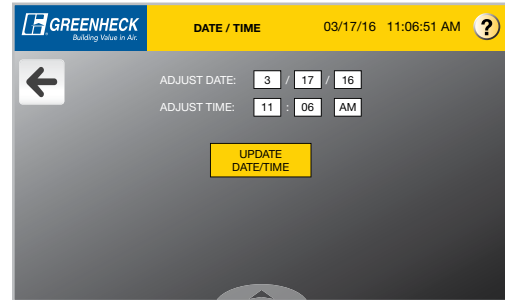 GREENHECK
Building Value in Air.
DATE / TIME
03/17/16 11:06:51 AM
?
ADJUST DATE: 3 / 17 / 16
ADJUST TIME: 11 : 06 AM
UPDATE
DATE/TIME